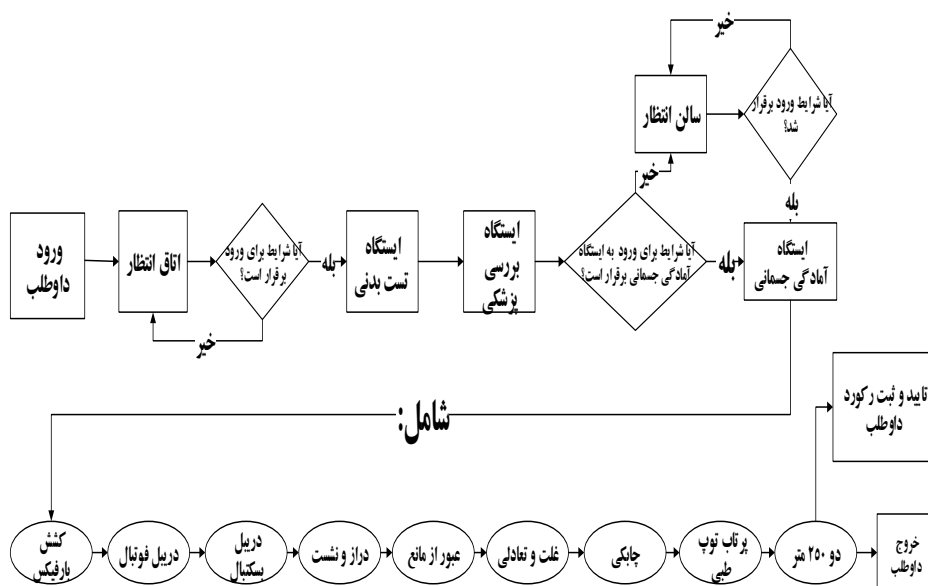 خیر
سالن انتظار
آیا شرایط ورود برقرار
شد؟
خیر
بله
ورود
داوطلب
اتاق انتظار
آیا شرایط برای ورود
برقرار است؟
بله
خیر
ایستگاه
تست بدنی
ایستگاه
بررسی
پزشکی
آیا شرایط برای ورود به ایستگاه
آمادگی جسمانی برقرار است؟
بله
ایستگاه
آمادگی جسمانی
شامل:
تایید و ثبت رکورد
داوطلب
کشش
بارفیکس
دریبل فوتبال
دریبل
بسکتبال
دراز و نشست
عبور از مانع
غلت و تعادلی
چابکی
پرتاب توپ
طبی
دو ۲۵۰ متر
خروج
داوطلب